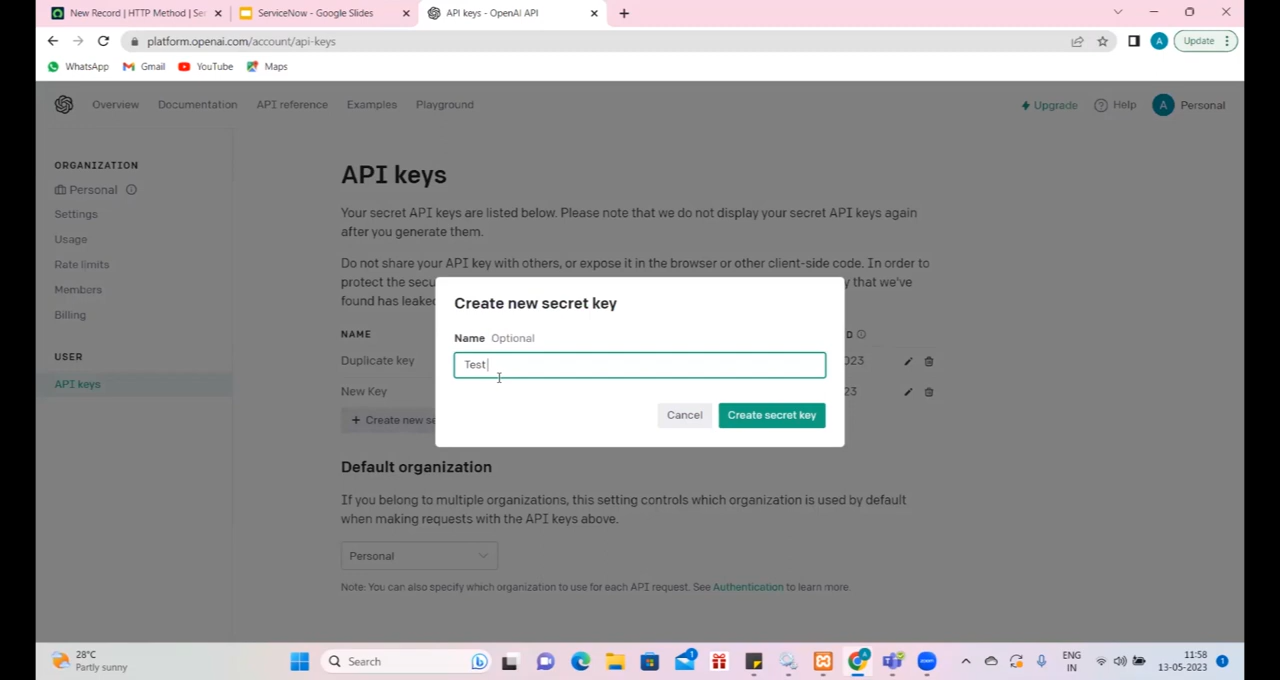 New Record | HTTP Method | Ser
ServiceNow - Google Slides
API keys - OpenAI API
platform.openai.com/account/api-keys
A
Update
WhatsApp
Gmail
YouTube
Maps
Overview
Documentation
API reference
Examples
Playground
Upgrade
Help
A
Personal
ORGANIZATION
Personal
Settings
Usage
Rate limits
Members
Billing
USER
API keys
API keys
Your secret API keys are listed below. Please note that we do not display your secret API keys again
after you generate them.
Do not share your API key with others, or expose it in the browser or other client-side code. In order to
protect the secu
y that we've
found has leaked
NAME
D
Duplicate key
023
New Key
23
+ Create new se
Create new secret key
Name Optional
Test
Cancel
Create secret key
Default organization
If you belong to multiple organizations, this setting controls which organization is used by default
when making requests with the API keys above.
Personal
Note: You can also specify which organization to use for each API request. See Authentication to learn more.
28°C
Partly sunny
Search
1
ENG
IN
11:58
13-05-2023
1